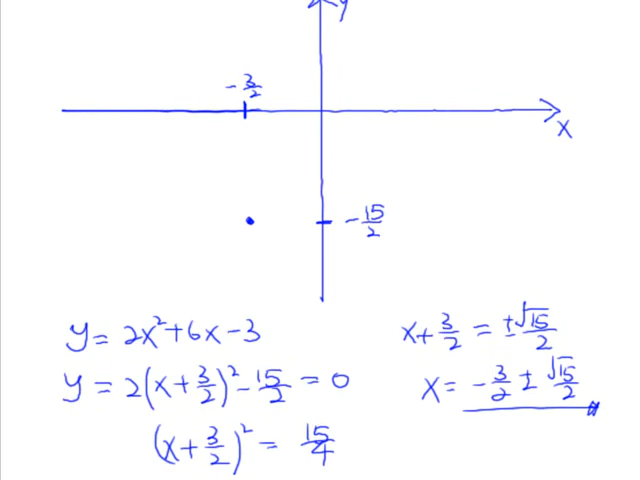 y
-3/2
x
-15/2
y = 2x²+6x-3
y = 2(x+3/2)²-15/2 = 0
(x+3/2)² = 15/4
x+3/2 = ±√15/2
x = -3/2 ± √15/2